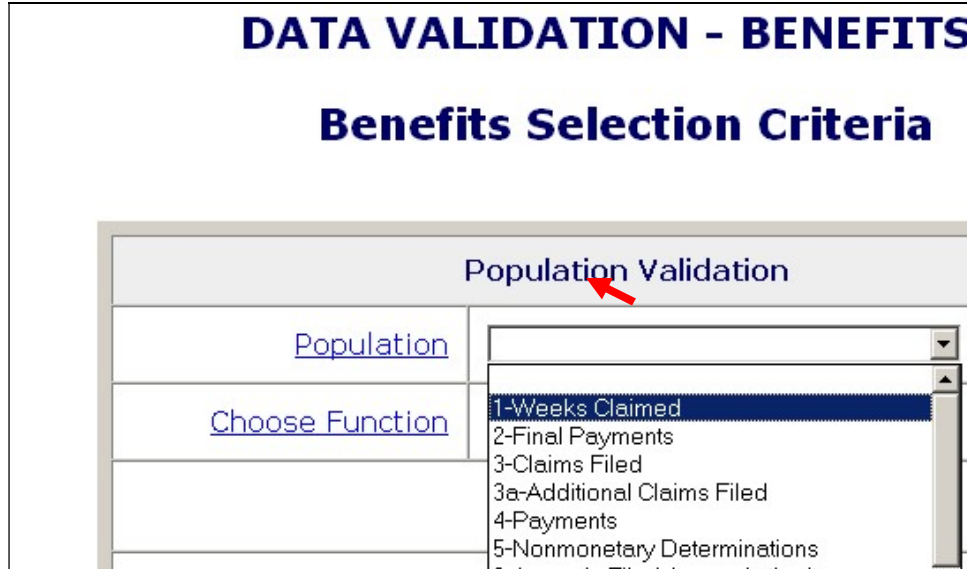 DATA VALIDATION - BENEFITS
Benefits Selection Criteria
Population Validation
Population
Choose Function
1-Weeks Claimed
2-Final Payments
3-Claims Filed
3a-Additional Claims Filed
4-Payments
5-Nonmonetary Determinations